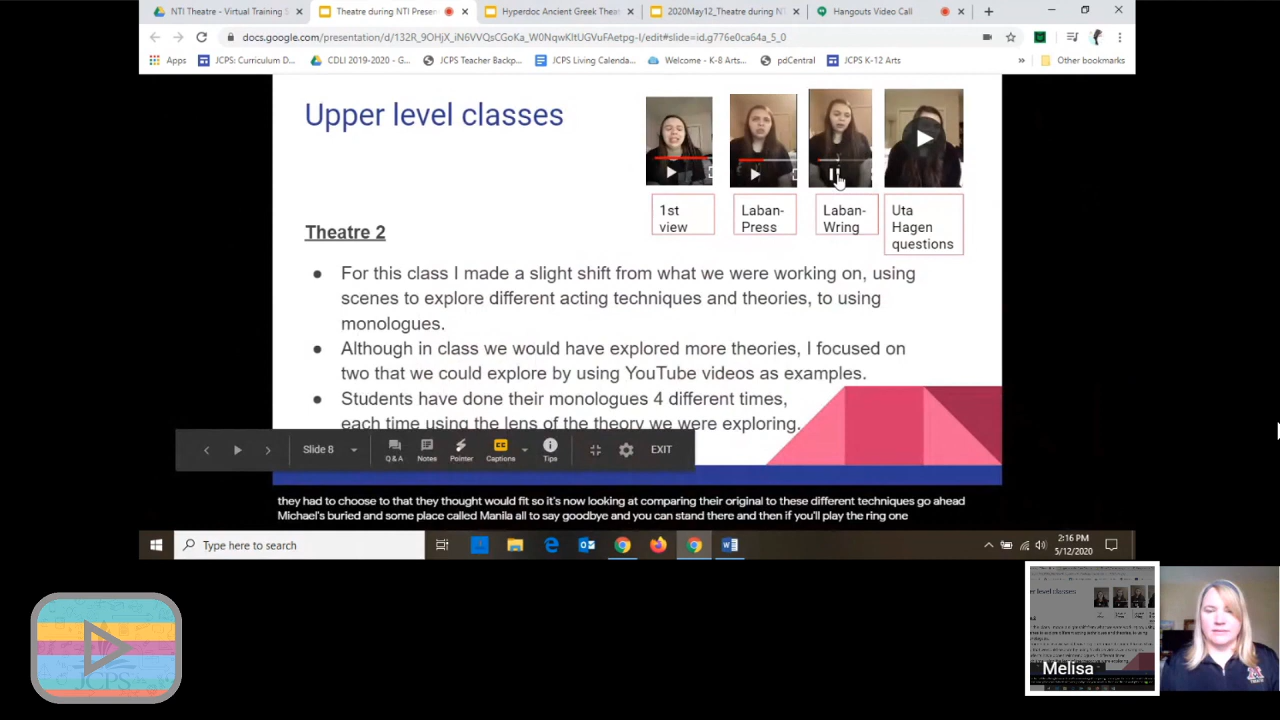 NTI Theatre - Virtual Training S
Theatre during NTI Presen
Hyperdoc Ancient Greek Theat
2020May12_Theatre during NT
Hangouts Video Call
docs.google.com/presentation/d/132R_9OHjX_iN6VVQsCGoKa_W0NqwKItUGVuFAetpg-I/edit#slide=id.g776e0ca64a_5_0
Apps
JCPS: Curriculum D...
CDLI 2019-2020 - G...
JCPS Teacher Backp...
JCPS Living Calenda...
Welcome - K-8 Arts...
pdCentral
JCPS K-12 Arts
»
Other bookmarks
Upper level classes
1st
view
Laban-
Press
Laban-
Wring
Uta
Hagen
questions
Theatre 2
● For this class I made a slight shift from what we were working on, using
scenes to explore different acting techniques and theories, to using
monologues.
● Although in class we would have explored more theories, I focused on
two that we could explore by using YouTube videos as examples.
● Students have done their monologues 4 different times,
each time using the lens of the theory we were exploring.
Slide 8
Q&A
Notes
Pointer
CC
Captions
Tips
EXIT
they had to choose to that they thought would fit so it's now looking at comparing their original to these different techniques go ahead
Michael's buried and some place called Manila all to say goodbye and you can stand there and then if you'll play the ring one
Type here to search
2:16 PM
5/12/2020
JCPS
Melisa